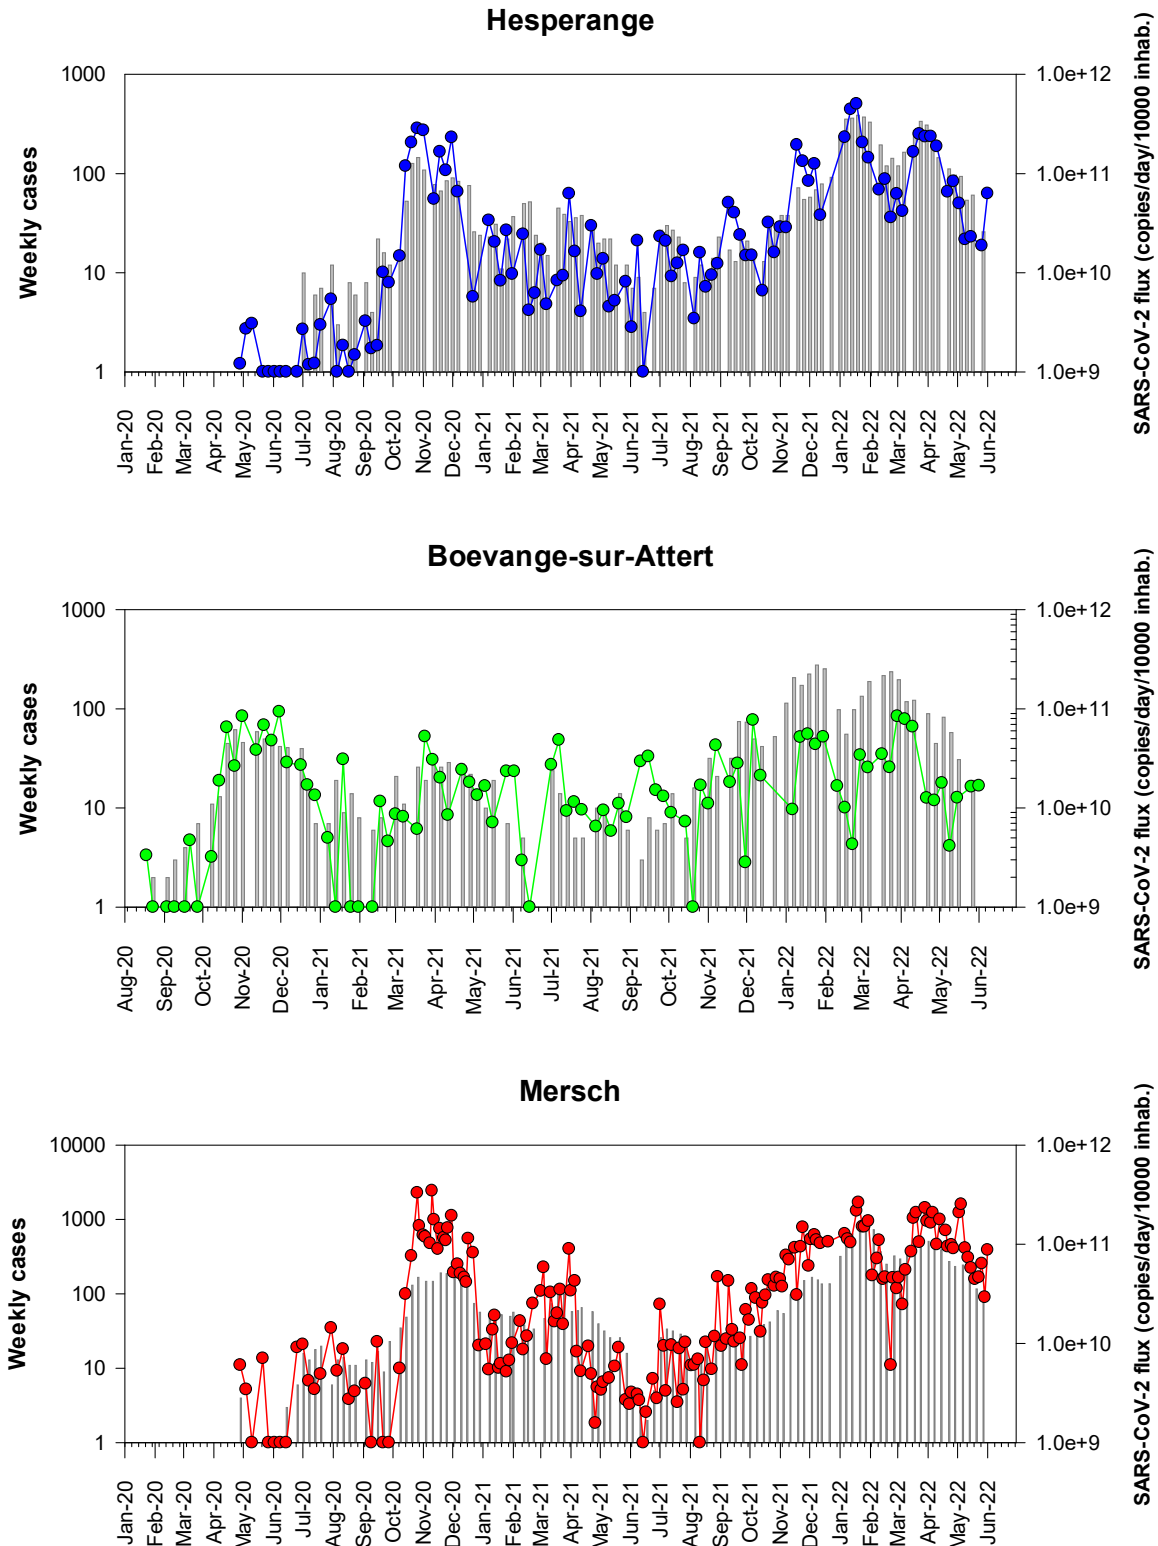 Hesperange
1000
100
10
1
Weekly cases
1.0e+12
1.0e+11
1.0e+10
1.0e+9
SARS-CoV-2 flux (copies/day/10000 inhab.)
Jan-20 Feb-20 Mar-20 Apr-20 May-20 Jun-20 Jul-20 Aug-20 Sep-20 Oct-20 Nov-20 Dec-20 Jan-21 Feb-21 Mar-21 Apr-21 May-21 Jun-21 Jul-21 Aug-21 Sep-21 Oct-21 Nov-21 Dec-21 Jan-22 Feb-22 Mar-22 Apr-22 May-22 Jun-22
Boevange-sur-Attert
1000
100
10
1
Weekly cases
1.0e+12
1.0e+11
1.0e+10
1.0e+9
SARS-CoV-2 flux (copies/day/10000 inhab.)
Aug-20 Sep-20 Oct-20 Nov-20 Dec-20 Jan-21 Feb-21 Mar-21 Apr-21 May-21 Jun-21 Jul-21 Aug-21 Sep-21 Oct-21 Nov-21 Dec-21 Jan-22 Feb-22 Mar-22 Apr-22 May-22 Jun-22
Mersch
10000
1000
100
10
1
Weekly cases
1.0e+12
1.0e+11
1.0e+10
1.0e+9
SARS-CoV-2 flux (copies/day/10000 inhab.)
Jan-20 Feb-20 Mar-20 Apr-20 May-20 Jun-20 Jul-20 Aug-20 Sep-20 Oct-20 Nov-20 Dec-20 Jan-21 Feb-21 Mar-21 Apr-21 May-21 Jun-21 Jul-21 Aug-21 Sep-21 Oct-21 Nov-21 Dec-21 Jan-22 Feb-22 Mar-22 Apr-22 May-22 Jun-22